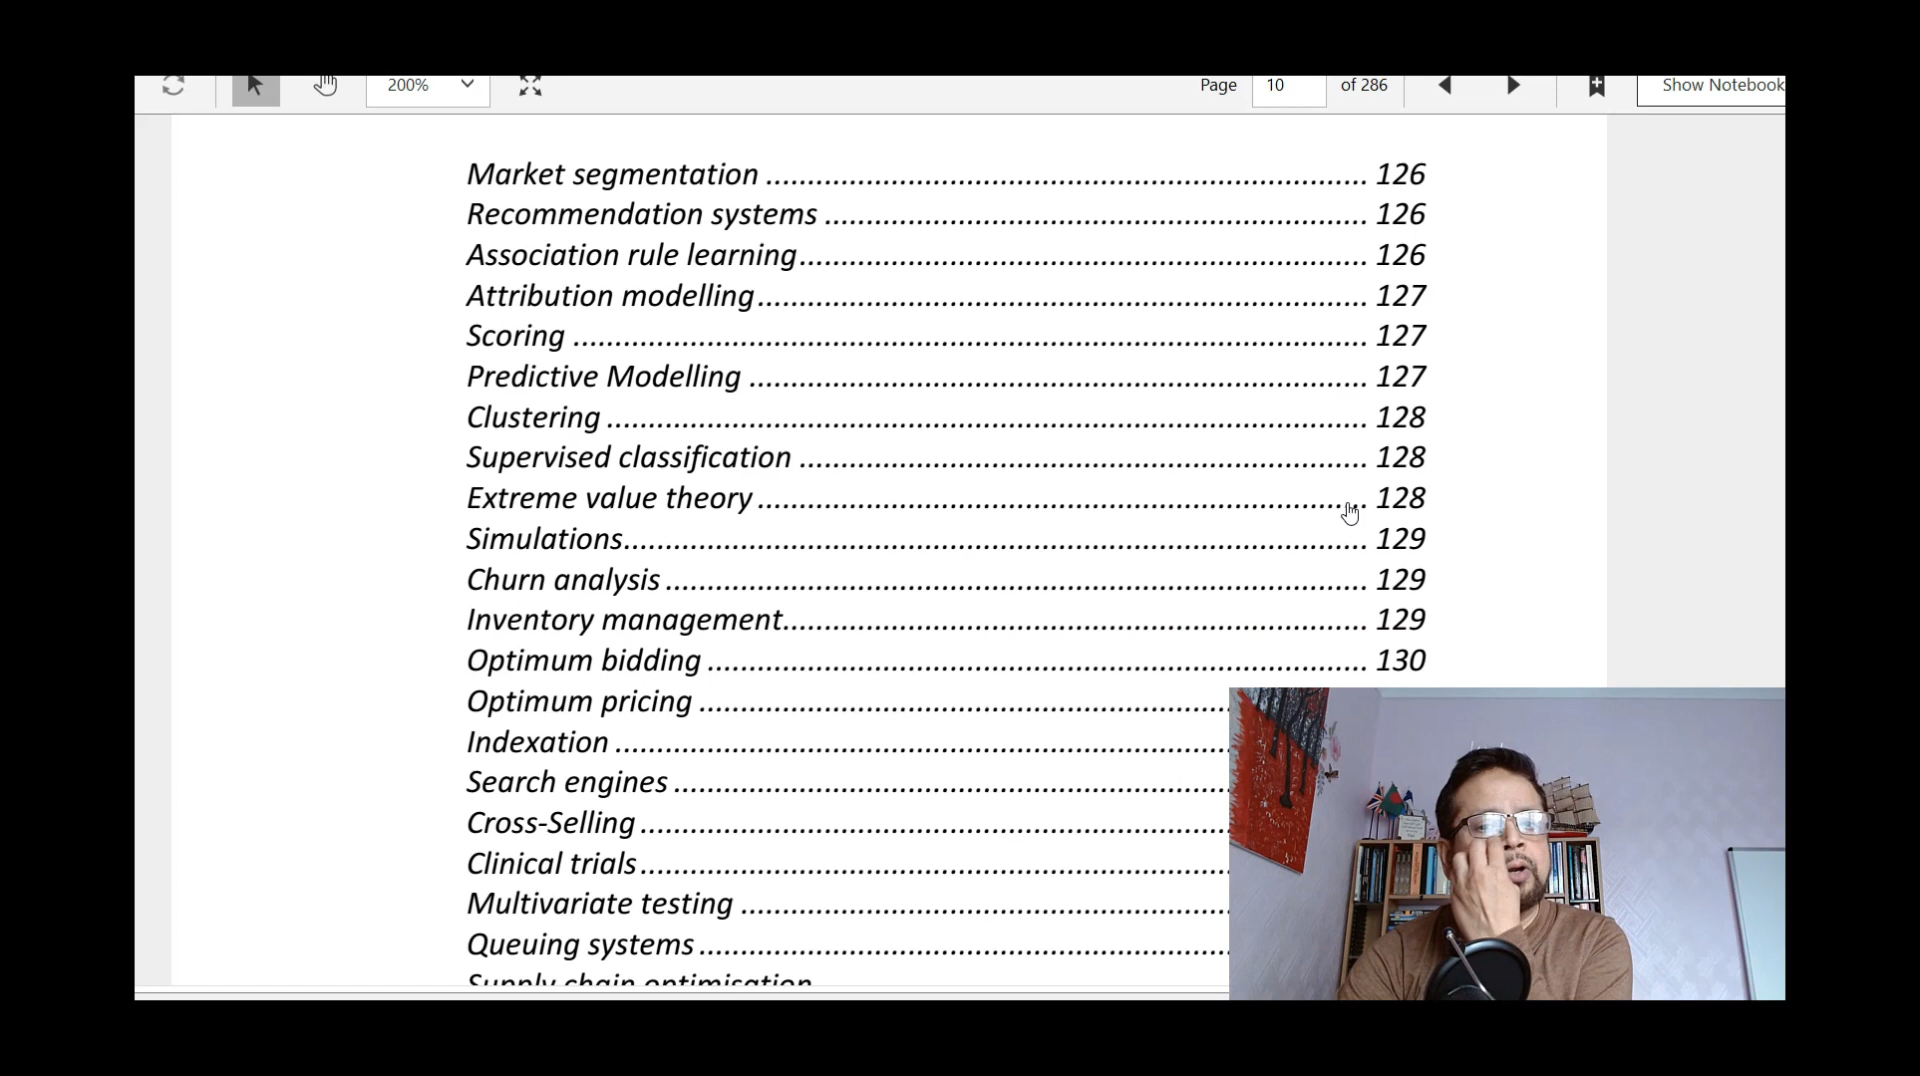 200%
Page 10 of 286
Show Notebook
Market segmentation ........................................................................ 126
Recommendation systems ................................................................. 126
Association rule learning.................................................................... 126
Attribution modelling......................................................................... 127
Scoring ............................................................................................... 127
Predictive Modelling .......................................................................... 127
Clustering ........................................................................................... 128
Supervised classification .................................................................... 128
Extreme value theory ......................................................................... 128
Simulations......................................................................................... 129
Churn analysis .................................................................................... 129
Inventory management...................................................................... 129
Optimum bidding ............................................................................... 130
Optimum pricing ................................................................
Indexation ..........................................................................
Search engines ...................................................................
Cross-Selling .......................................................................
Clinical trials .......................................................................
Multivariate testing ...........................................................
Queuing systems ................................................................
Supply chain optimisation